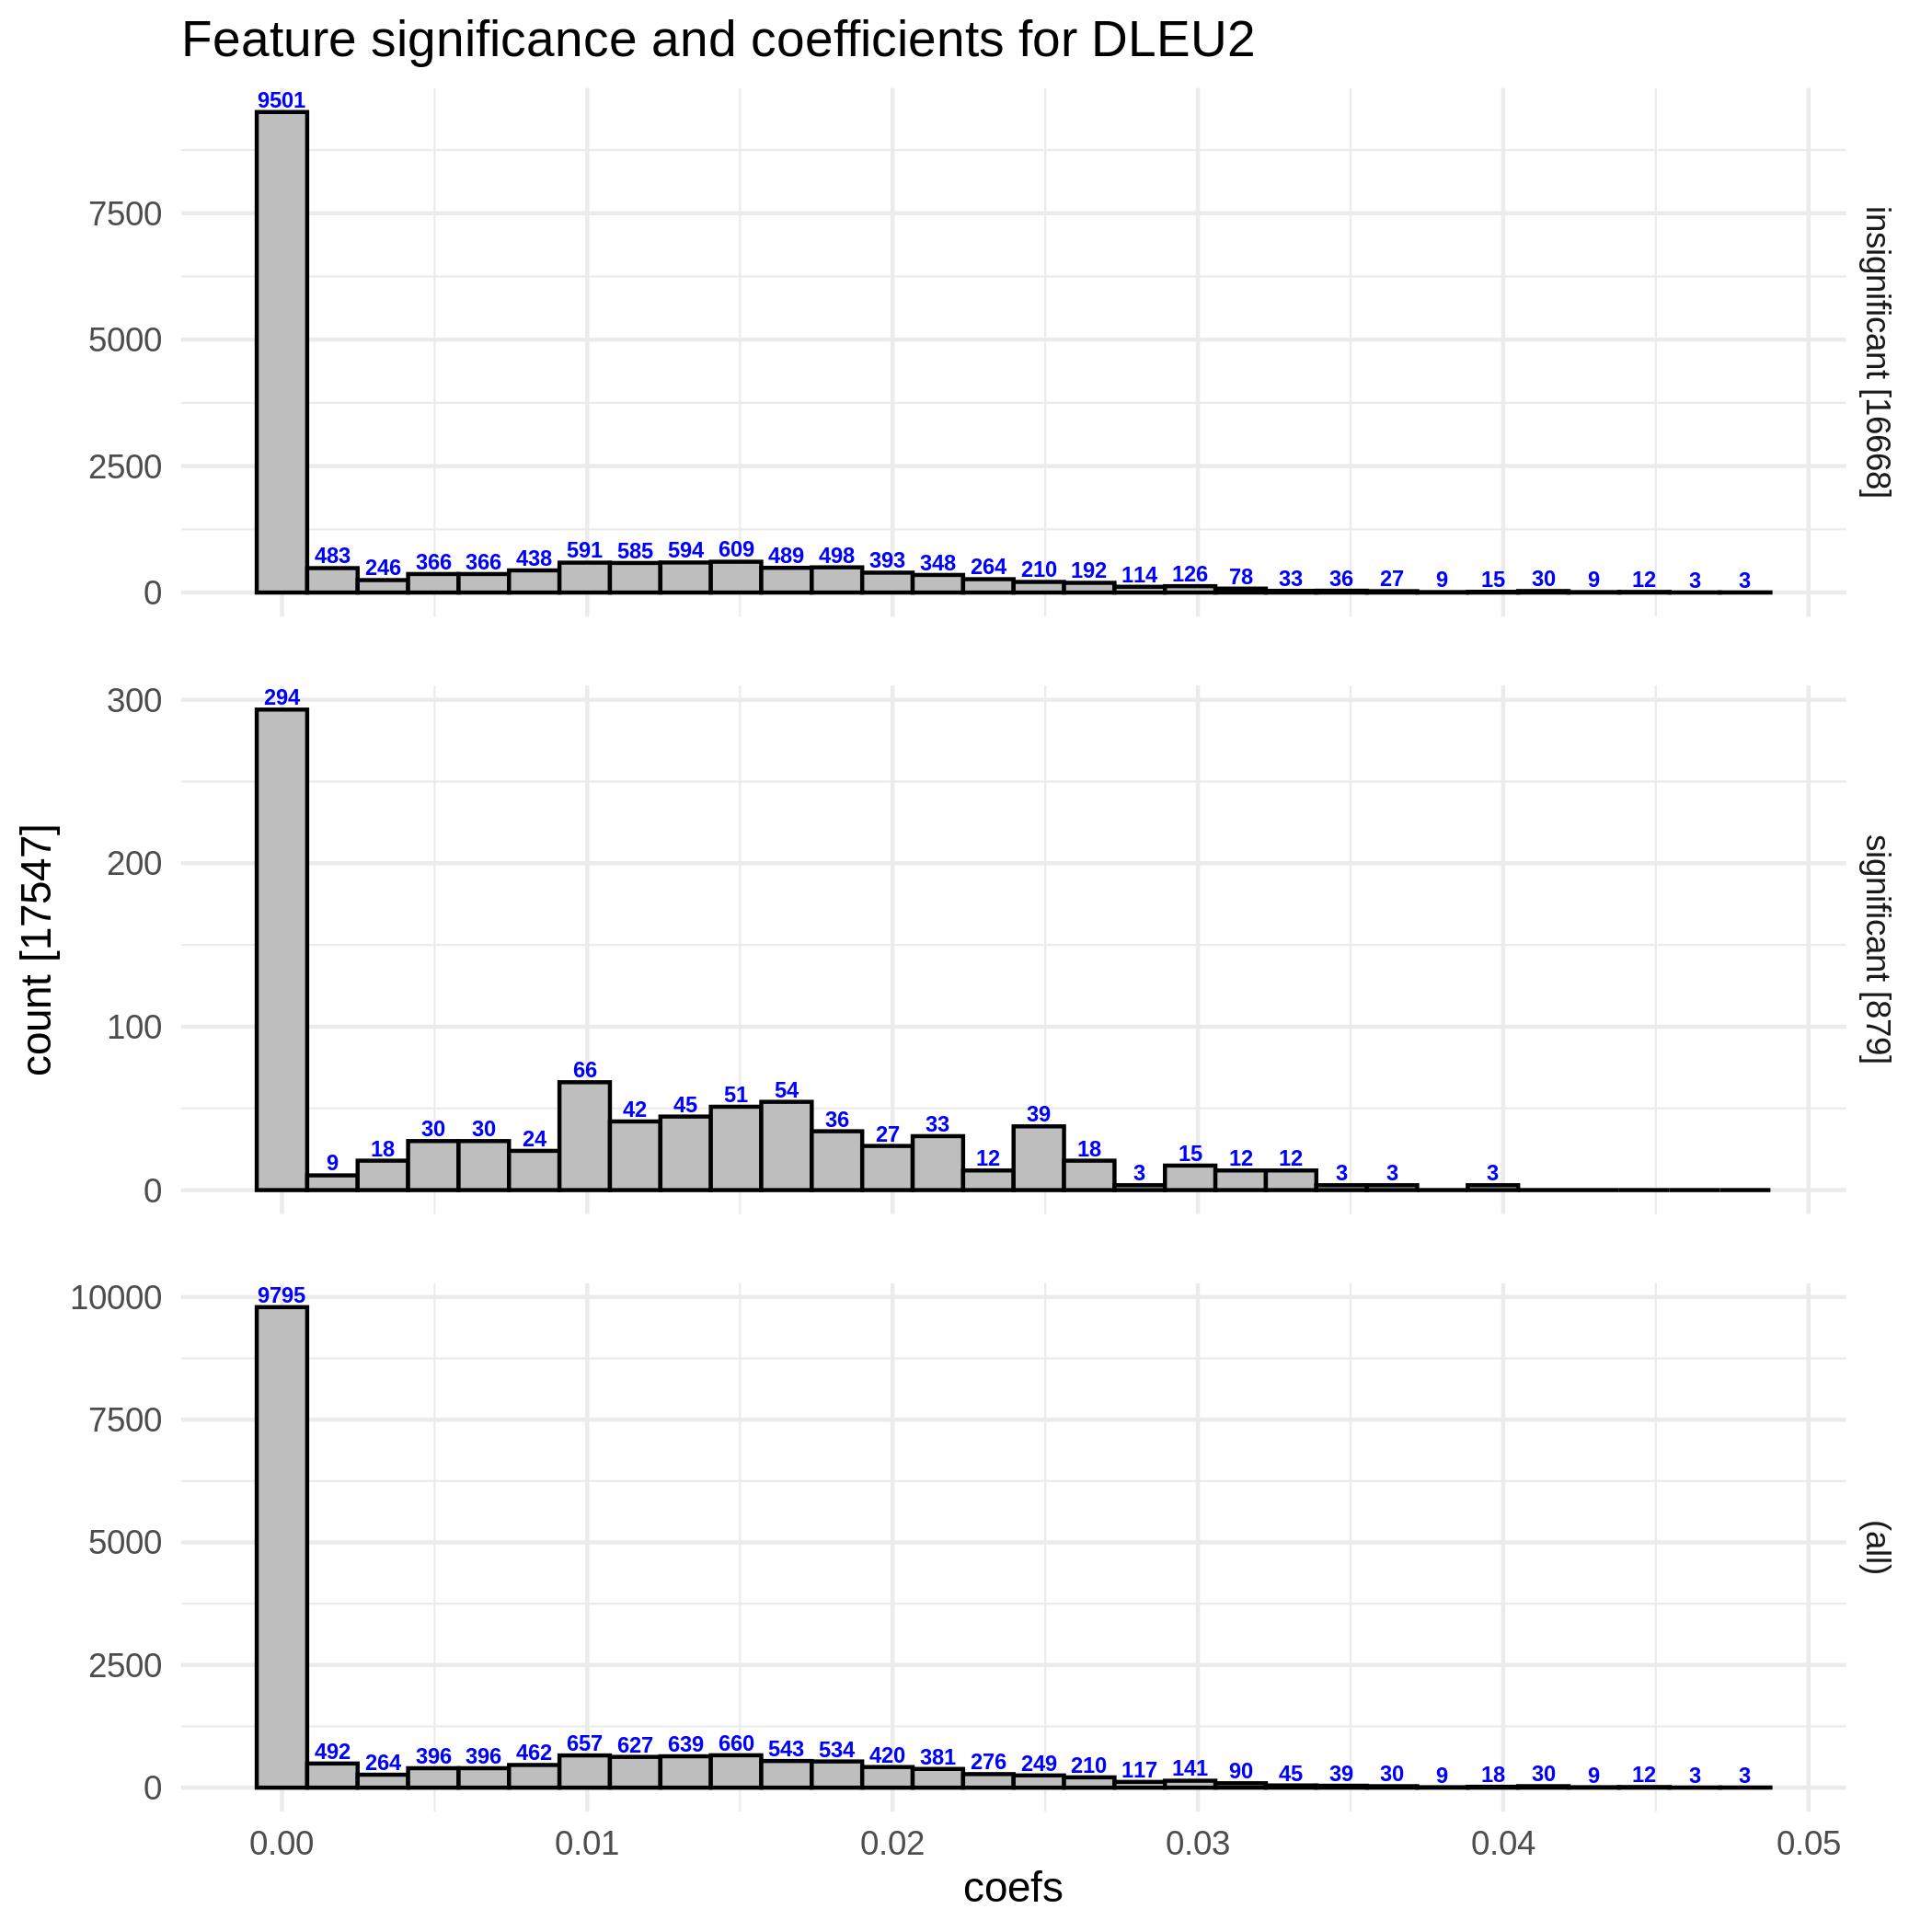 Feature significance and coefficients for DLEU2
9501
7500
5000
2500
0
483 246 366 366 438 591 585 594 609 489 498 393 348 264 210 192 114 126 78 33 36 27 9 15 30 9 12 3 3
insignificant [16668]
count [17547]
300
200
100
0
294
9 18 30 30 24 66 42 45 51 54 36 27 33 12 39 18 3 15 12 12 3 3 3
significant [879]
10000
7500
5000
2500
0
9795
492 264 396 396 462 657 627 639 660 543 534 420 381 276 249 210 117 141 90 45 39 30 9 18 30 9 12 3 3
(all)
0.00 0.01 0.02 0.03 0.04 0.05
coefs